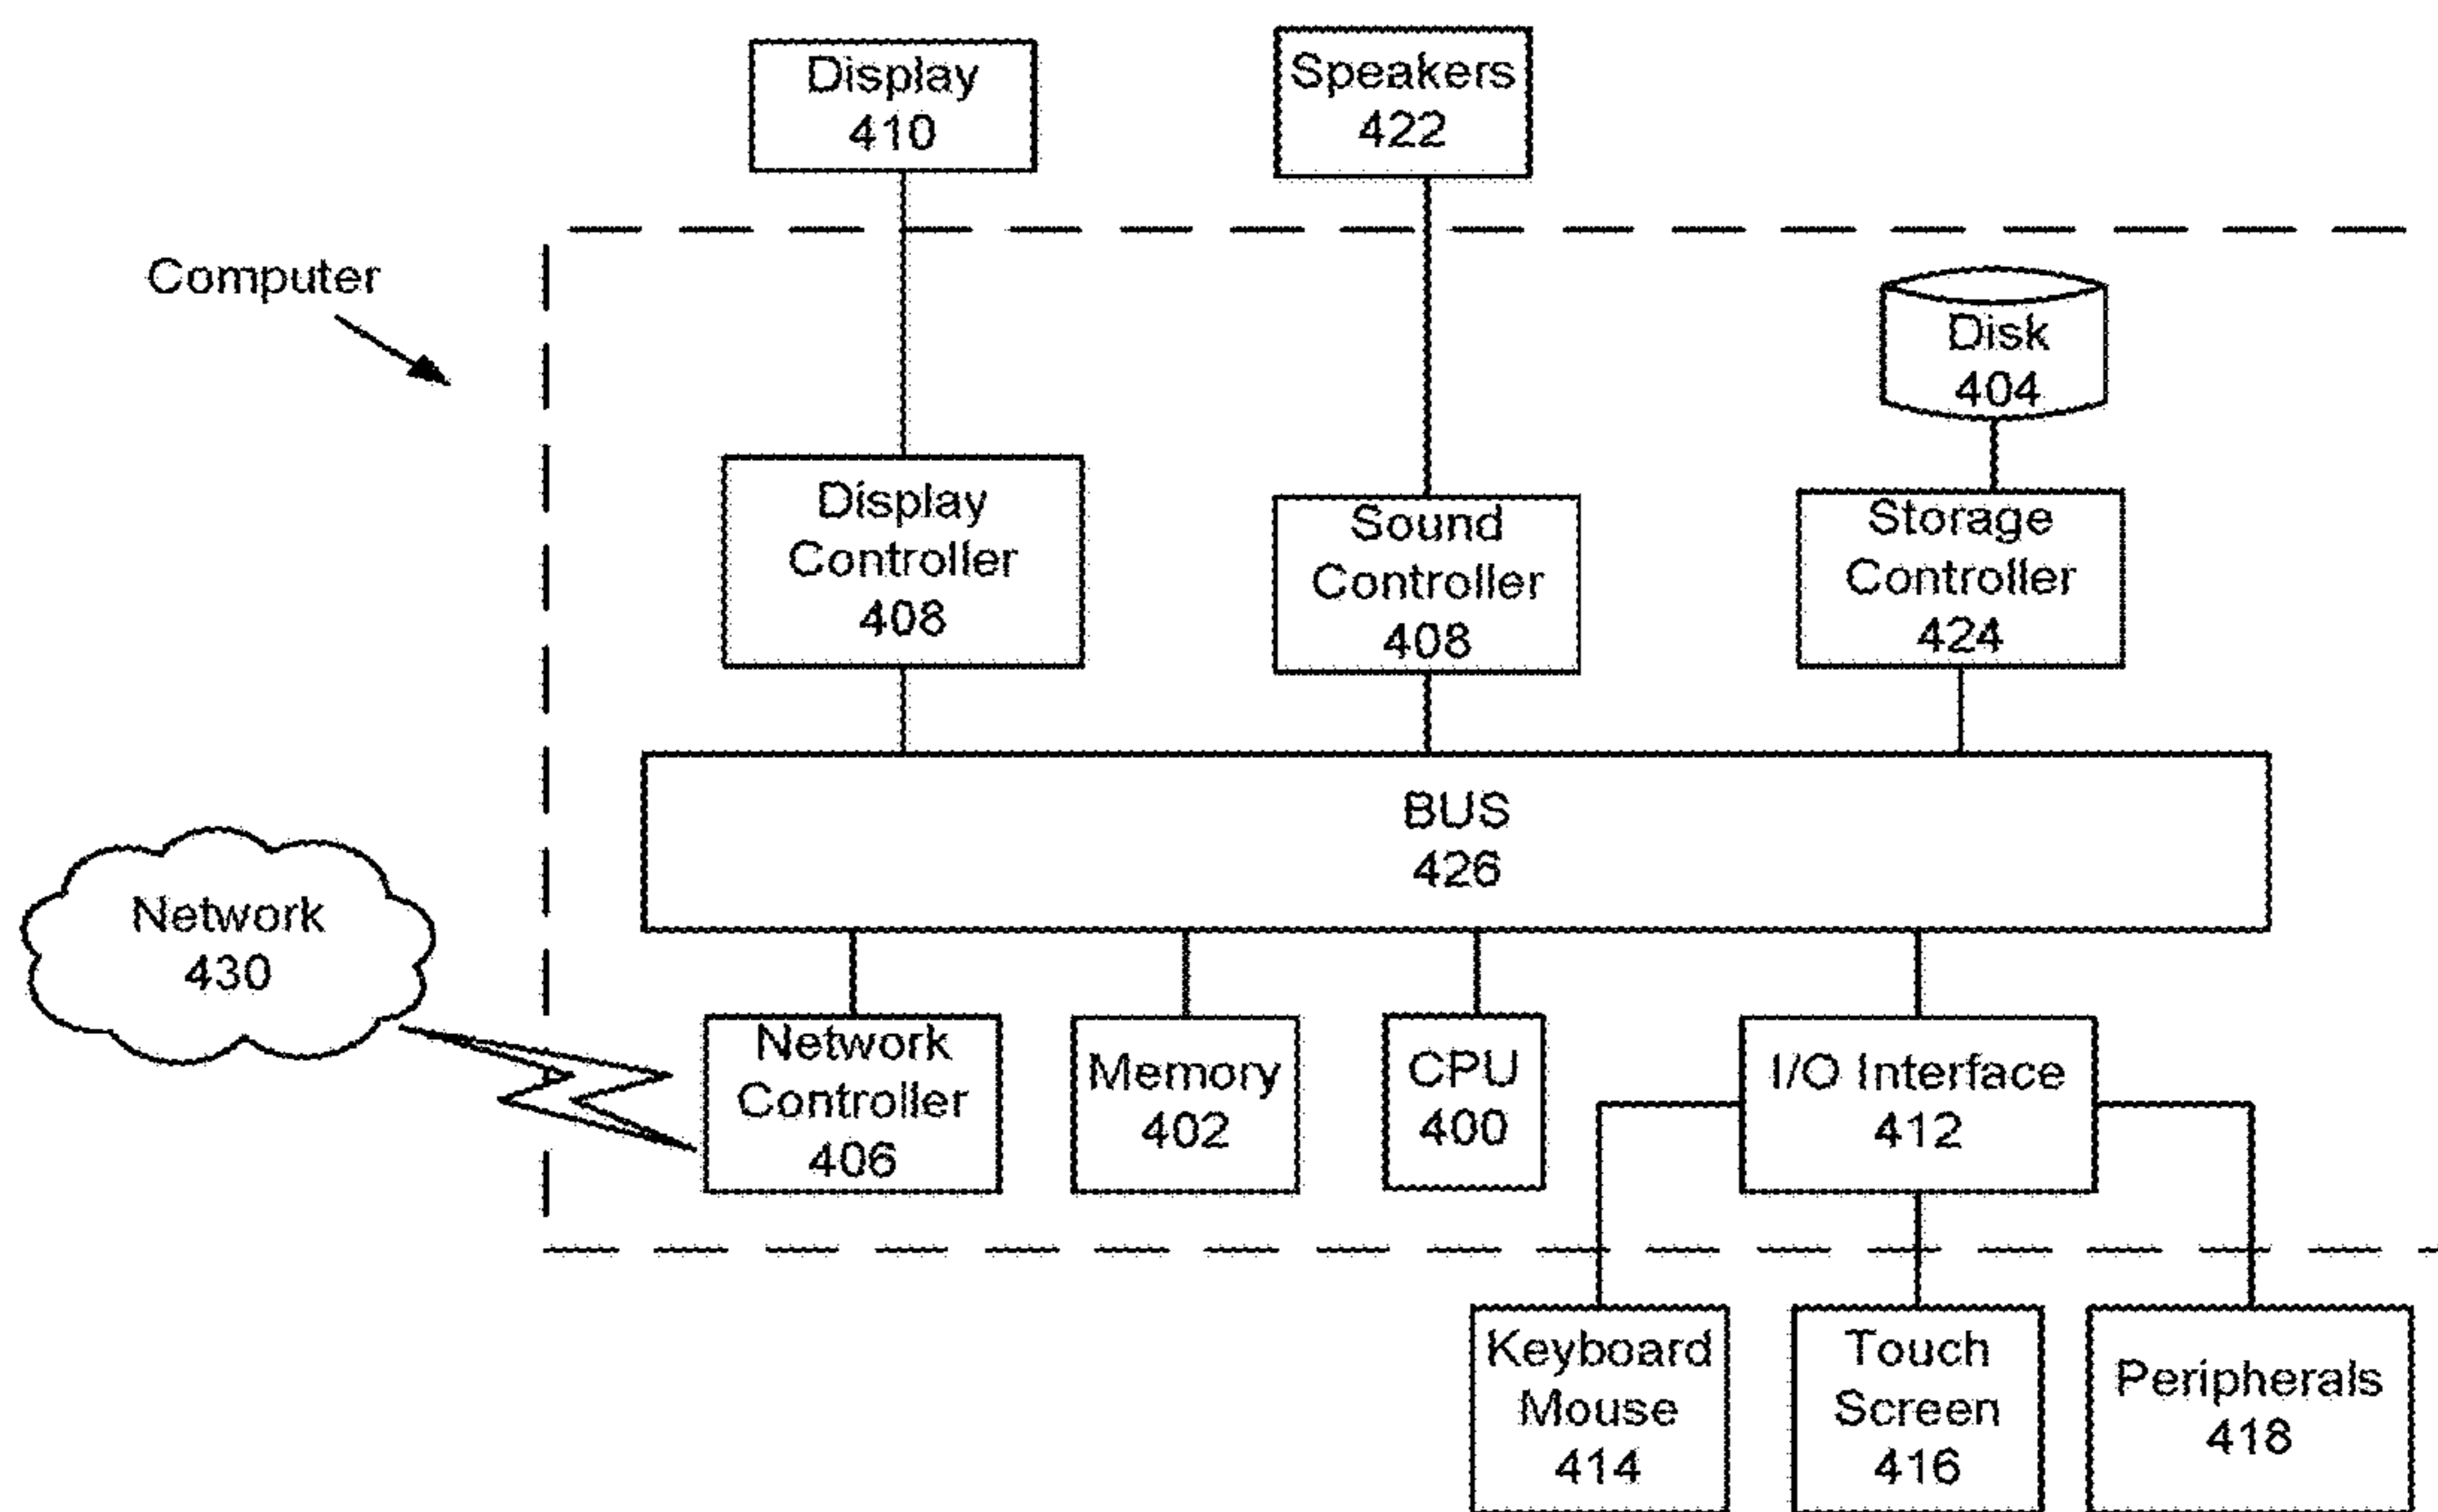 Display
410
Speakers
422
Computer
Disk
404
Display
Controller
408
Sound
Controller
408
Storage
Controller
424
BUS
426
Network
430
Network
Controller
406
Memory
402
CPU
400
I/O Interface
412
Keyboard
Mouse
414
Touch
Screen
416
Peripherals
418